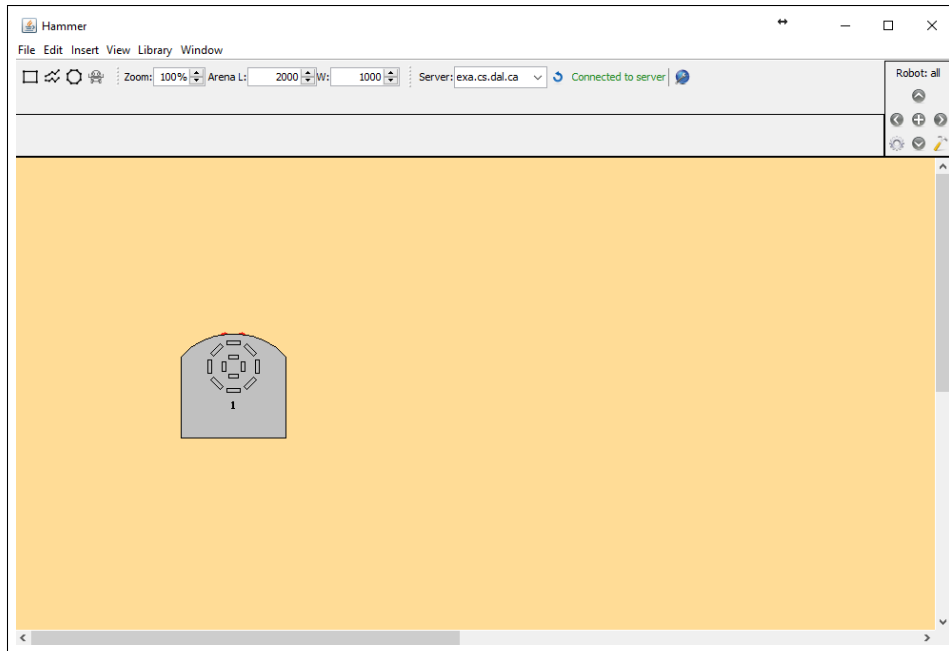 Hammer
File Edit Insert View Library Window
Zoom: 100% Arena L: 2000 W: 1000 Server: exa.cs.dal.ca Connected to server
Robot: all
1